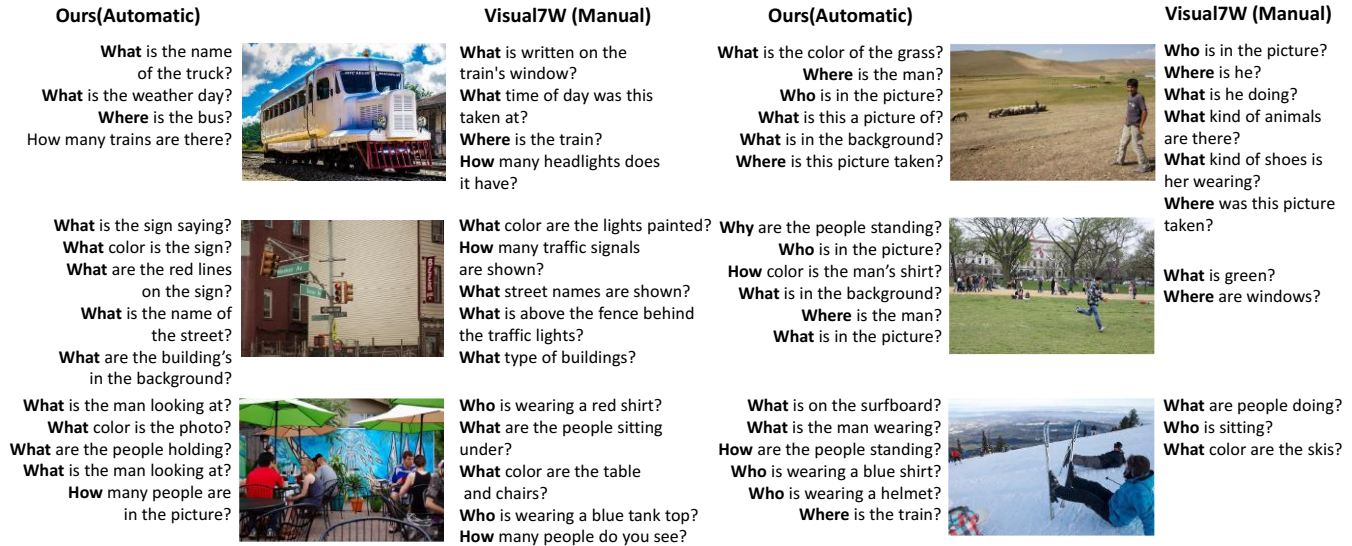 Ours(Automatic)
Visual7W (Manual)
What is the name
of the truck?
What is the weather day?
Where is the bus?
How many trains are there?
What is written on the
train's window?
What time of day was this
taken at?
Where is the train?
How many headlights does
it have?
What is the sign saying?
What color is the sign?
What are the red lines
on the sign?
What is the name of
the street?
What are the building's
in the background?
What color are the lights painted?
How many traffic signals
are shown?
What street names are shown?
What is above the fence behind
the traffic lights?
What type of buildings?
What is the man looking at?
What color is the photo?
What are the people holding?
What is the man looking at?
How many people are
in the picture?
Who is wearing a red shirt?
What are the people sitting
under?
What color are the table
and chairs?
Who is wearing a blue tank top?
How many people do you see?
Ours(Automatic)
Visual7W (Manual)
What is the color of the grass?
Where is the man?
Who is in the picture?
What is this a picture of?
What is in the background?
Where is this picture taken?
Who is in the picture?
Where is he?
What is he doing?
What kind of animals
are there?
What kind of shoes is
her wearing?
Where was this picture
taken?
Why are the people standing?
Who is in the picture?
How color is the man's shirt?
What is in the background?
Where is the man?
What is in the picture?
What is green?
Where are windows?
What is on the surfboard?
What is the man wearing?
How are the people standing?
Who is wearing a blue shirt?
Who is wearing a helmet?
Where is the train?
What are people doing?
Who is sitting?
What color are the skis?